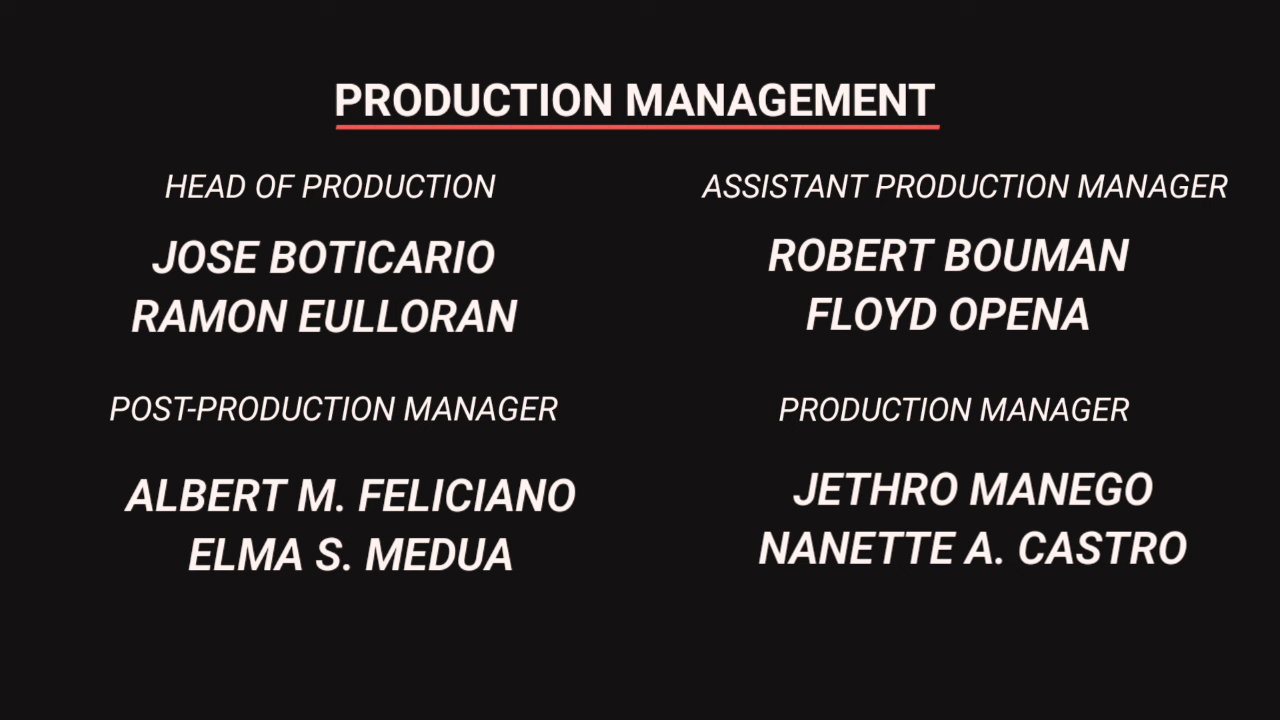 PRODUCTION MANAGEMENT
HEAD OF PRODUCTION
JOSE BOTICARIO
RAMON EULLORAN
ASSISTANT PRODUCTION MANAGER
ROBERT BOUMAN
FLOYD OPENA
POST-PRODUCTION MANAGER
ALBERT M. FELICIANO
ELMA S. MEDUA
PRODUCTION MANAGER
JETHRO MANEGO
NANETTE A. CASTRO